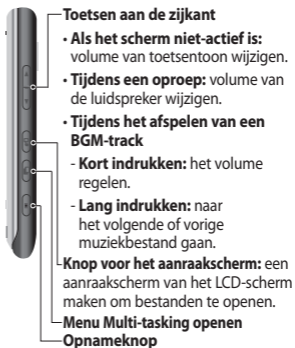 Toetsen aan de zijkant
• Als het scherm niet-actief is:
volume van toetsentoon wijzigen.
• Tijdens een oproep: volume van
de luidspreker wijzigen.
• Tijdens het afspelen van een
BGM-track
- Kort indrukken: het volume
regelen.
- Lang indrukken: naar
het volgende of vorige
muziekbestand gaan.
Knop voor het aanraakscherm: een
aanraakscherm van het LCD-scherm
maken om bestanden te openen.
Menu Multi-tasking openen
Opnameknop